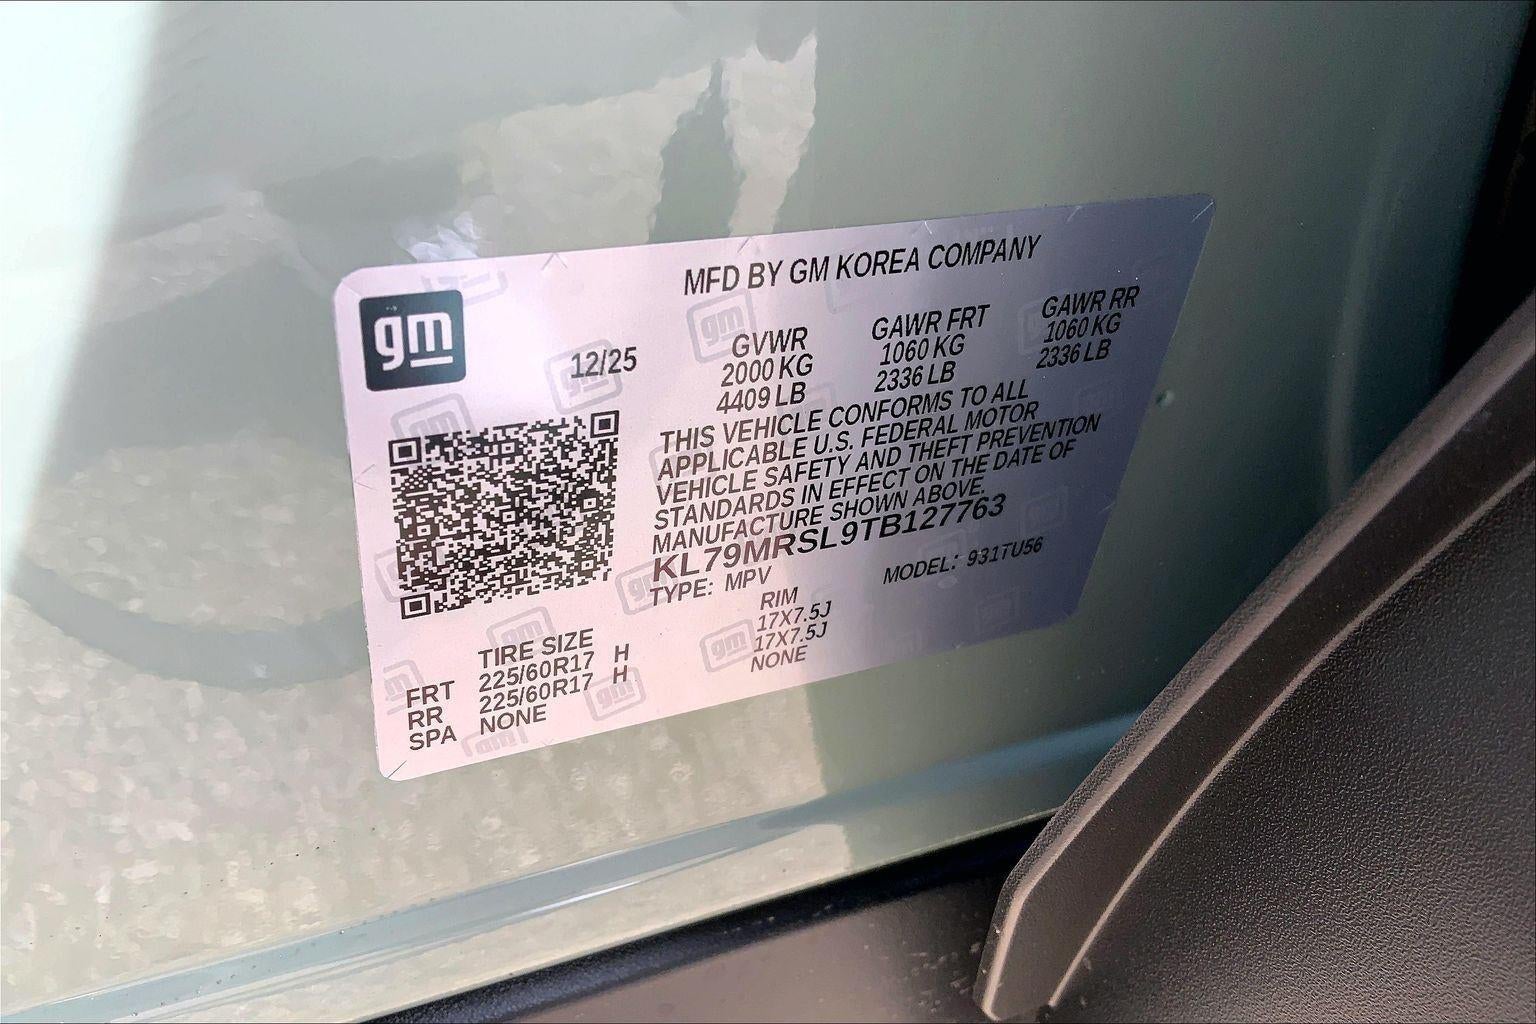 MFD BY GM KOREA COMPANY
gm
12/25
GVWR GAWR FRT GAWR RR
2000 KG 1060 KG 1060 KG
4409 LB 2336 LB 2336 LB
THIS VEHICLE CONFORMS TO ALL
APPLICABLE U.S. FEDERAL MOTOR
VEHICLE SAFETY AND THEFT PREVENTION
STANDARDS IN EFFECT ON THE DATE OF
MANUFACTURE SHOWN ABOVE.
KL79MRSL9TB127763
TYPE: MPV MODEL: 931TU56
TIRE SIZE RIM
FRT 225/60R17 H 17X7.5J
RR 225/60R17 H 17X7.5J
SPA NONE NONE